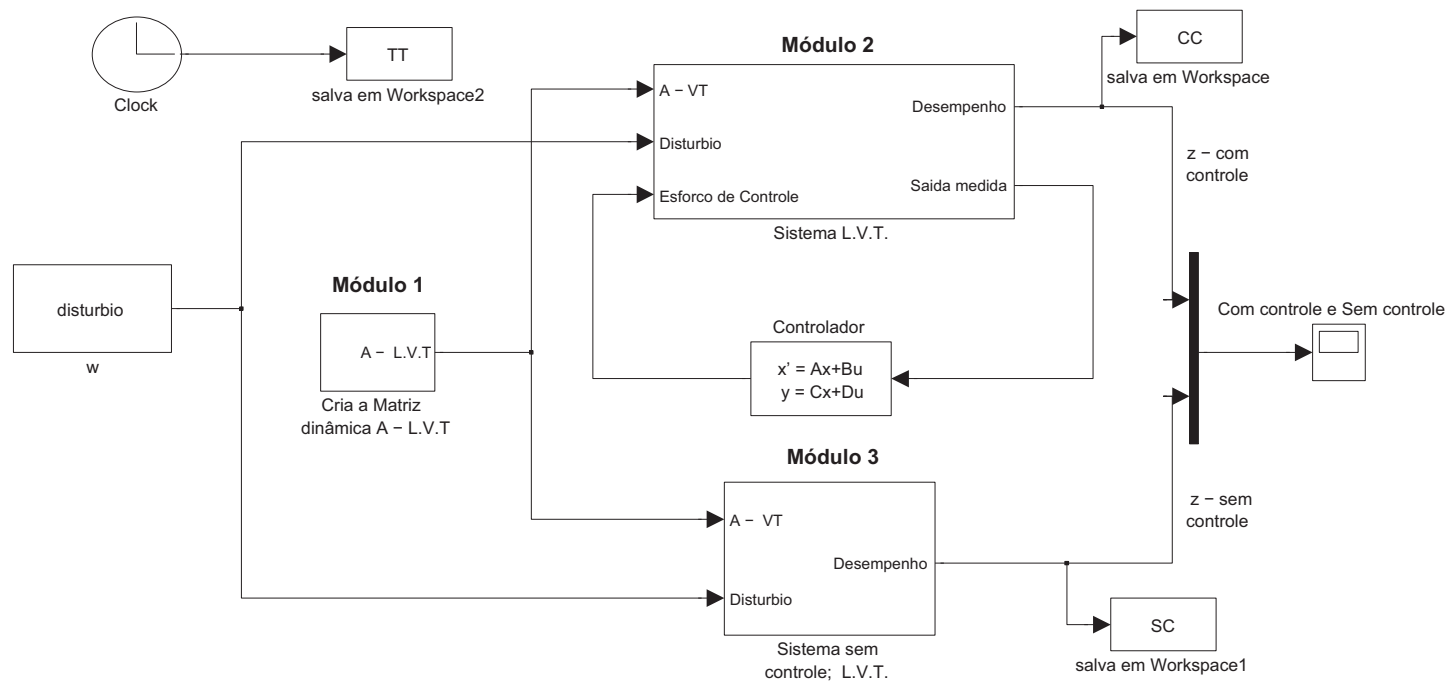 TT
salva em Workspace2
Clock
Módulo 2
A − VT
Disturbio
Esforco de Controle
Desempenho
Saida medida
Sistema L.V.T.
CC
salva em Workspace
z − com
controle
disturbio
w
Módulo 1
A − L.V.T
Cria a Matriz
dinâmica A − L.V.T
Controlador
x' = Ax+Bu
y = Cx+Du
Com controle e Sem controle
Módulo 3
A − VT
Disturbio
Desempenho
Sistema sem
controle; L.V.T.
z − sem
controle
SC
salva em Workspace1